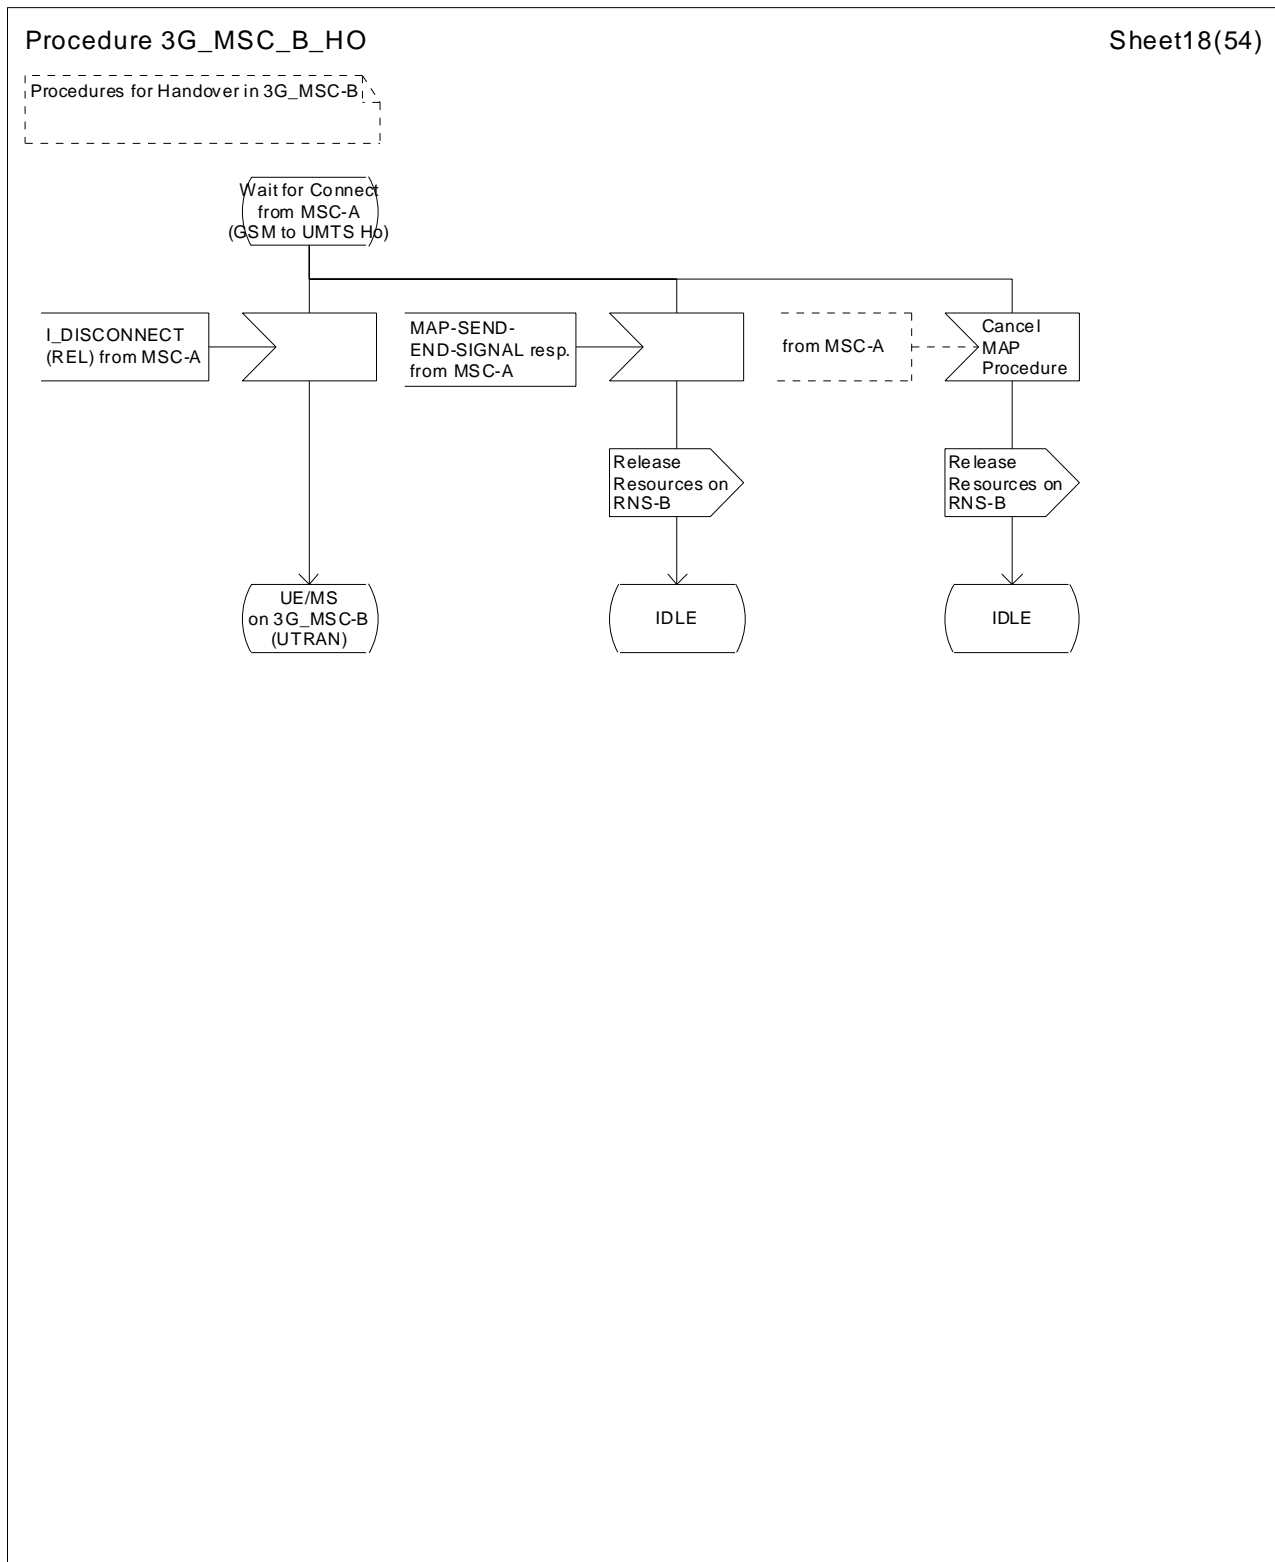 Procedure 3G_MSC_B_HO
Sheet18(54)
Procedures for Handover in 3G_MSC-B
Wait for Connect
from MSC-A
(GSM to UMTS Ho)
I_DISCONNECT
(REL) from MSC-A
MAP-SEND-
END-SIGNAL resp.
from MSC-A
from MSC-A
Cancel
MAP
Procedure
Release
Resources on
RNS-B
Release
Resources on
RNS-B
UE/MS
on 3G_MSC-B
(UTRAN)
IDLE
IDLE